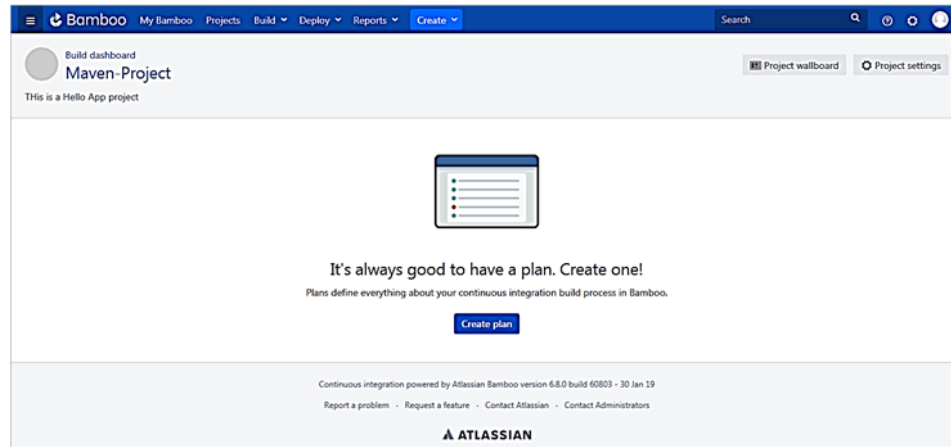 Bamboo My Bamboo Projects Build Deploy Reports Create Search
Build dashboard
Maven-Project
Project wallboard Project settings
THis is a Hello App project
It's always good to have a plan. Create one!
Plans define everything about your continuous integration build process in Bamboo.
Create plan
Continuous integration powered by Atlassian Bamboo version 6.8.0 build 60803 - 30 Jan 19
Report a problem · Request a feature · Contact Atlassian · Contact Administrators
ATLASSIAN